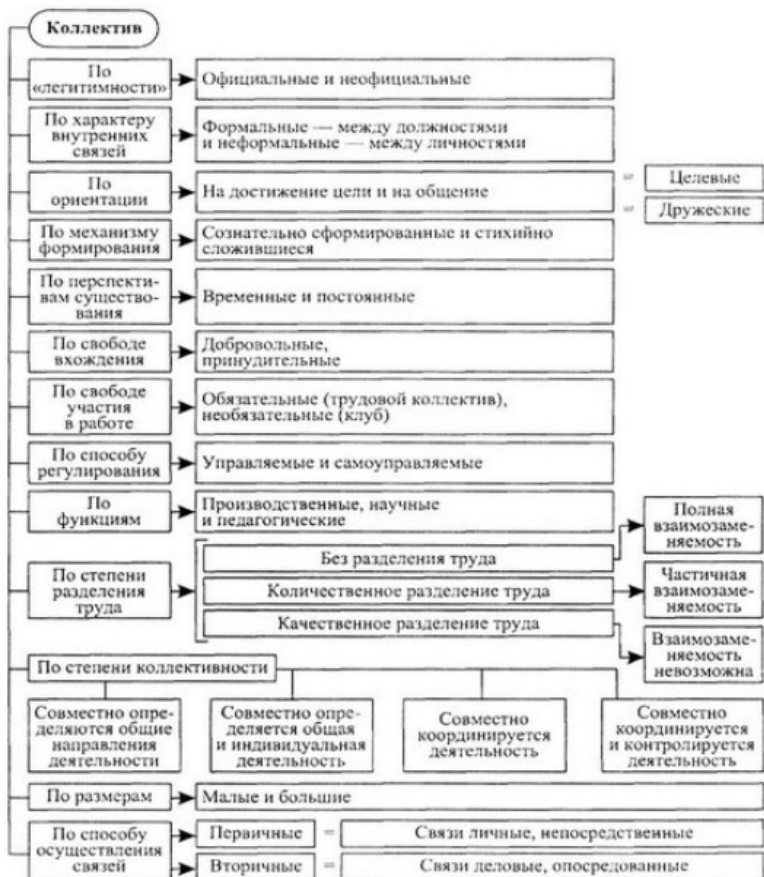 Коллектив
По
«легитимности»
Официальные и неофициальные
По характеру
внутренних
связей
Формальные — между должностями
и неформальные — между личностями
По
ориентации
На достижение цели и на общение
= Целевые
= Дружеские
По механизму
формирования
Сознательно сформированные и стихийно
сложившиеся
По перспекти-
вам существо-
вания
Временные и постоянные
По свободе
вхождения
Добровольные,
принудительные
По свободе
участия
в работе
Обязательные (трудовой коллектив),
необязательные (клуб)
По способу
регулирования
Управляемые и самоуправляемые
По
функциям
Производственные, научные
и педагогические
По степени
разделения
труда
Без разделения труда
Полная
взаимозаме-
няемость
Количественное разделение труда
Частичная
взаимозаме-
няемость
Качественное разделение труда
Взаимозаме-
няемость
невозможна
По степени коллективности
Совместно опре-
деляются общие
направления
деятельности
Совместно опре-
деляется общая
и индивидуальная
деятельность
Совместно
координируется
деятельность
Совместно
координируется
и контролируется
деятельность
По размерам
Малые и большие
По способу
осуществления
связей
Первичные = Связи личные, непосредственные
Вторичные = Связи деловые, опосредованные